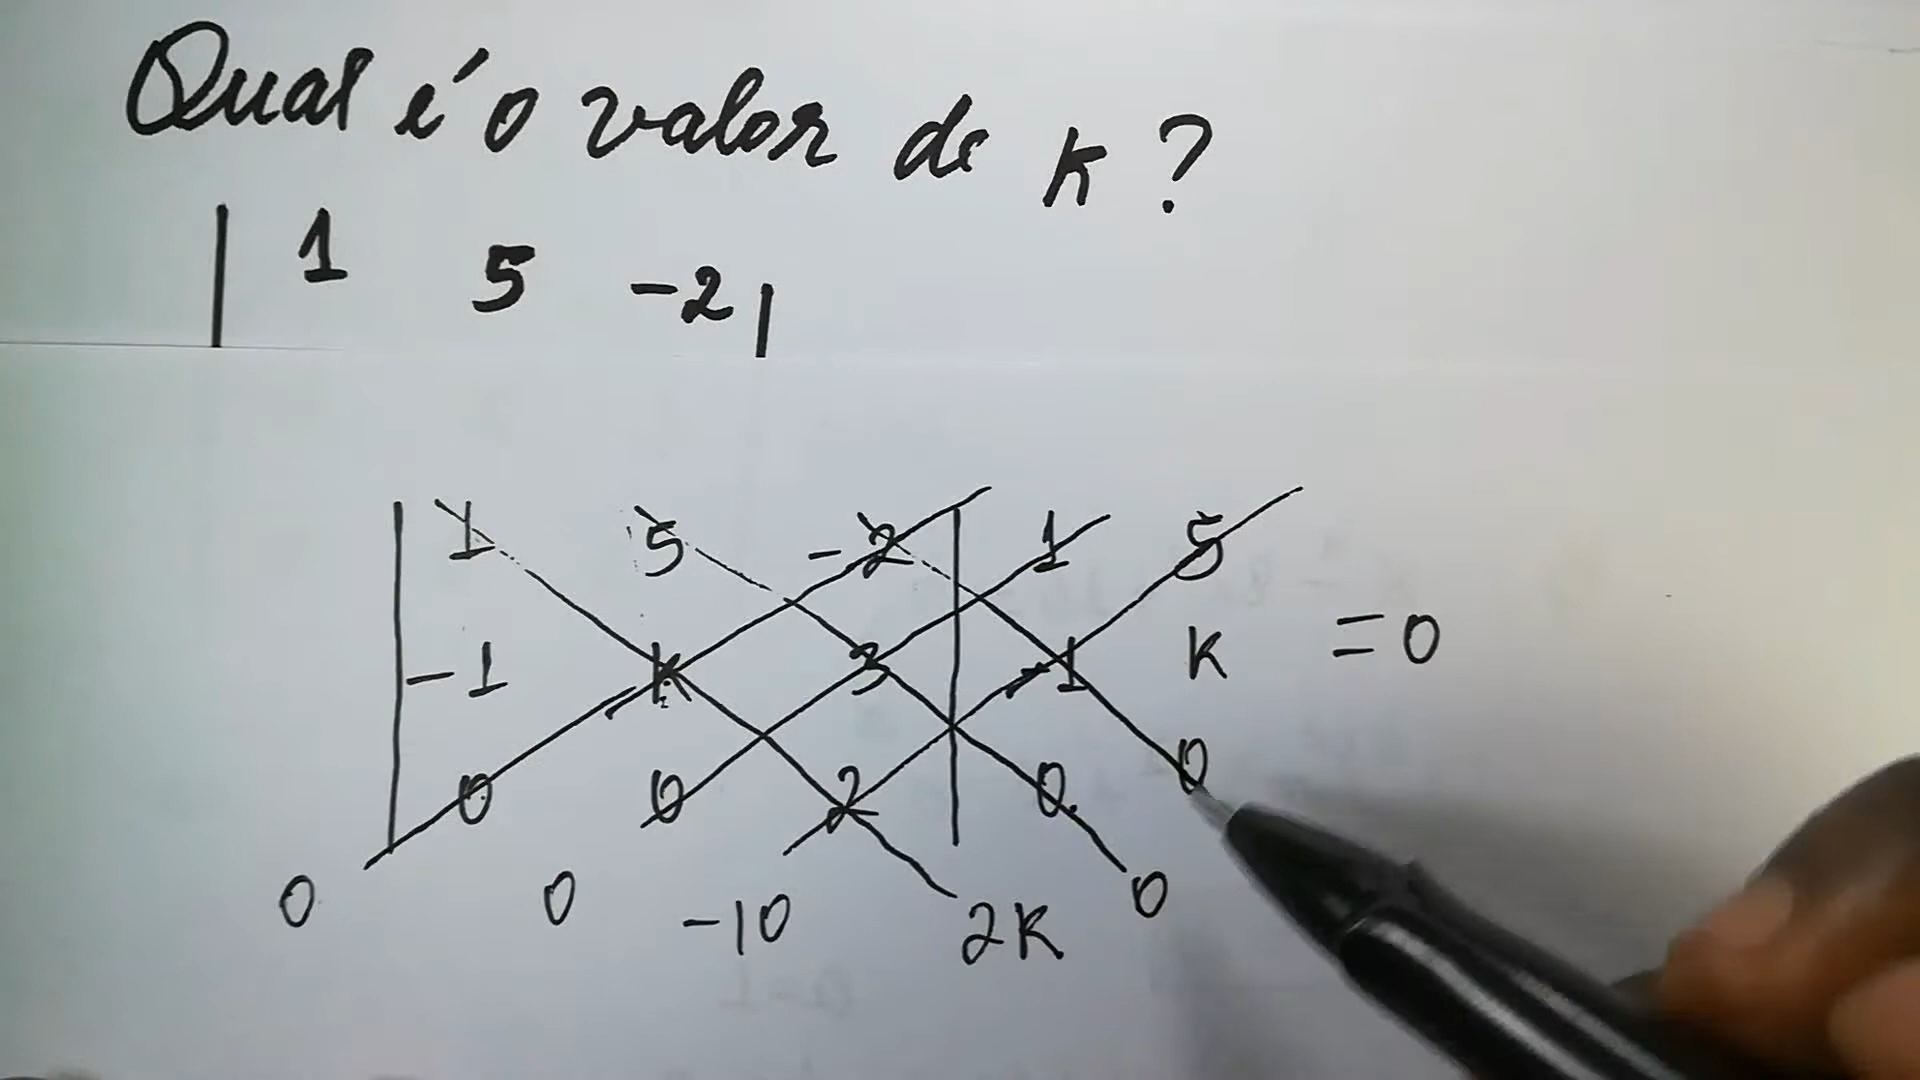 Qual é o valor de K?
| 1 5 -2 |
1 5 -2 1 5
-1 K 3 -1 K = 0
0 0 2 0 0
0 0 -10 2K 0